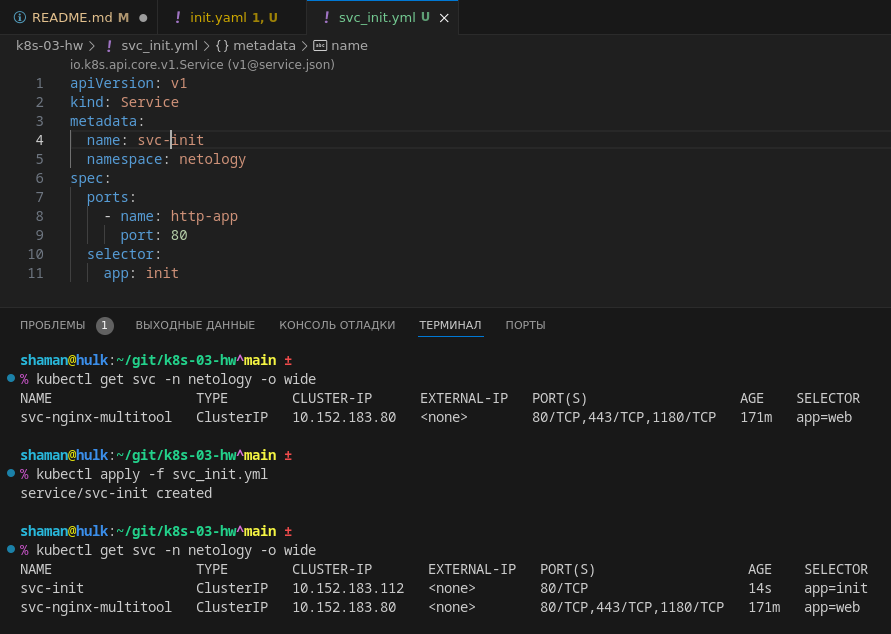 README.md M ●
! init.yaml 1, U
! svc_init.yml U ×
k8s-03-hw > ! svc_init.yml > {} metadata > abc name
io.k8s.api.core.v1.Service (v1@service.json)
1 apiVersion: v1
2 kind: Service
3 metadata:
4   name: svc-init
5   namespace: netology
6 spec:
7   ports:
8     - name: http-app
9       port: 80
10   selector:
11     app: init
ПРОБЛЕМЫ 1 ВЫХОДНЫЕ ДАННЫЕ КОНСОЛЬ ОТЛАДКИ ТЕРМИНАЛ ПОРТЫ
shaman@hulk:~/git/k8s-03-hw^main ±
% kubectl get svc -n netology -o wide
NAME TYPE CLUSTER-IP EXTERNAL-IP PORT(S) AGE SELECTOR
svc-nginx-multitool ClusterIP 10.152.183.80 <none> 80/TCP,443/TCP,1180/TCP 171m app=web
shaman@hulk:~/git/k8s-03-hw^main ±
% kubectl apply -f svc_init.yml
service/svc-init created
shaman@hulk:~/git/k8s-03-hw^main ±
% kubectl get svc -n netology -o wide
NAME TYPE CLUSTER-IP EXTERNAL-IP PORT(S) AGE SELECTOR
svc-init ClusterIP 10.152.183.112 <none> 80/TCP 14s app=init
svc-nginx-multitool ClusterIP 10.152.183.80 <none> 80/TCP,443/TCP,1180/TCP 171m app=web